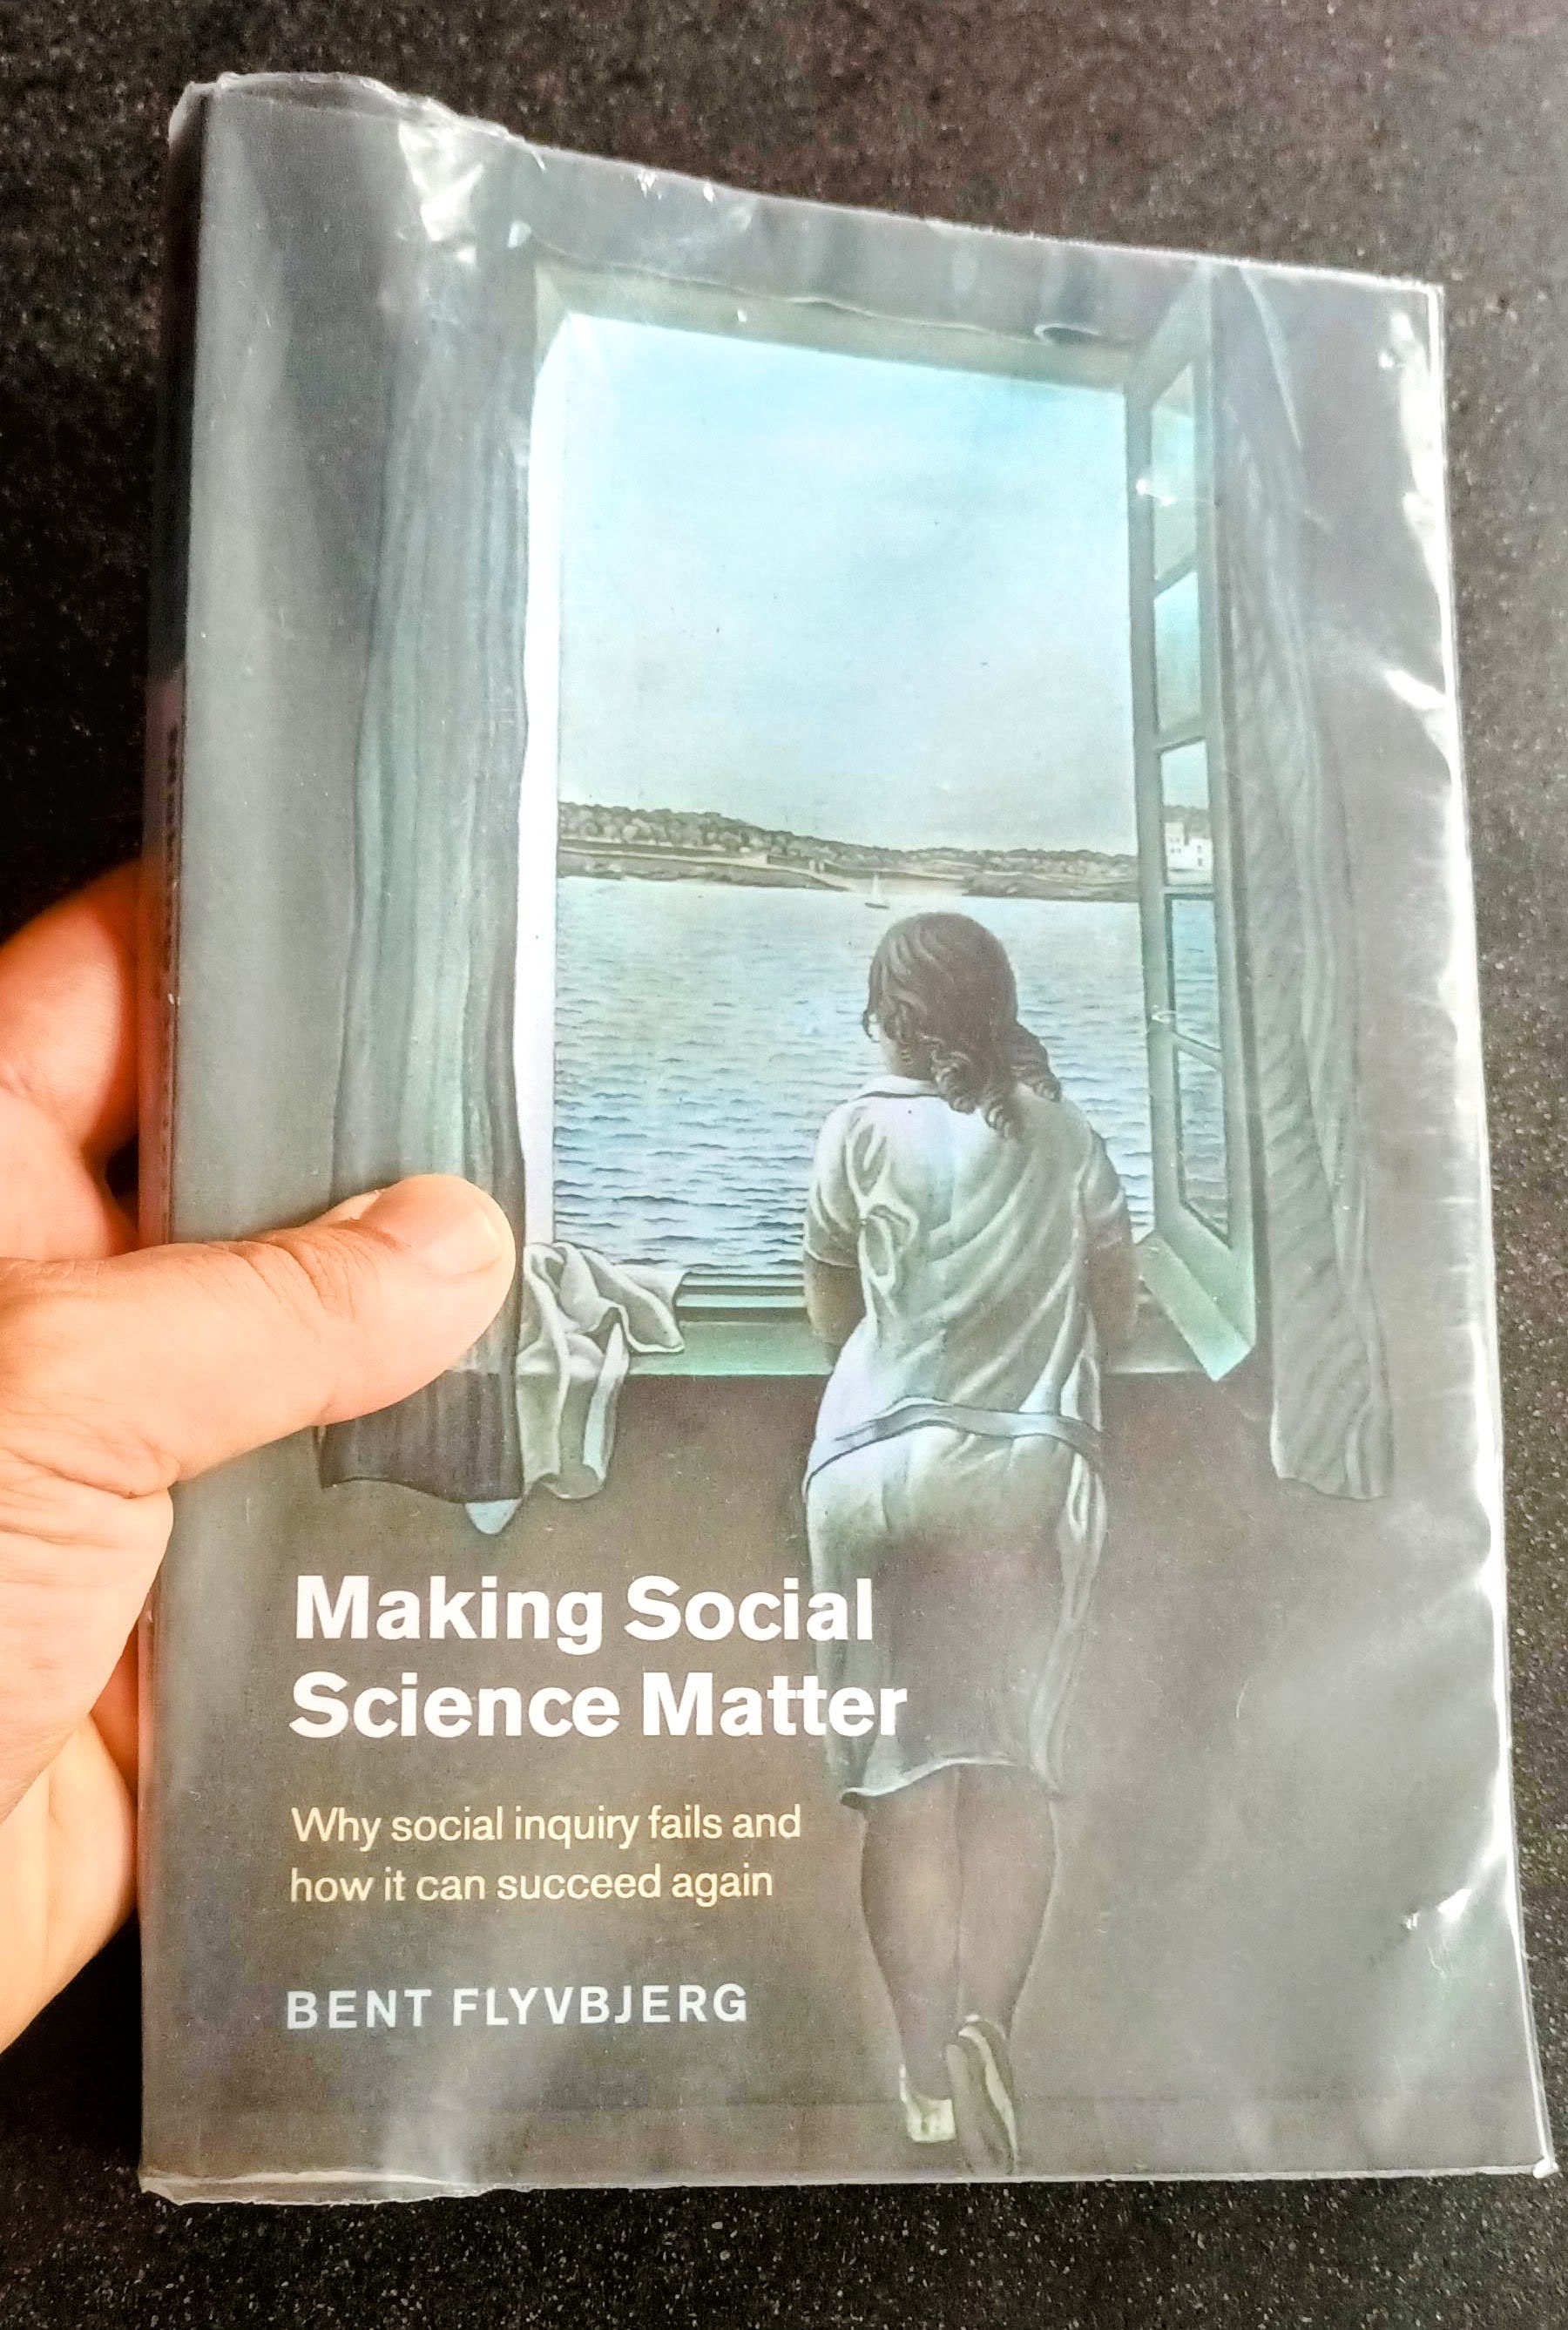 Making Social
Science Matter
Why social inquiry fails and
how it can succeed again
BENT FLYVBJERG